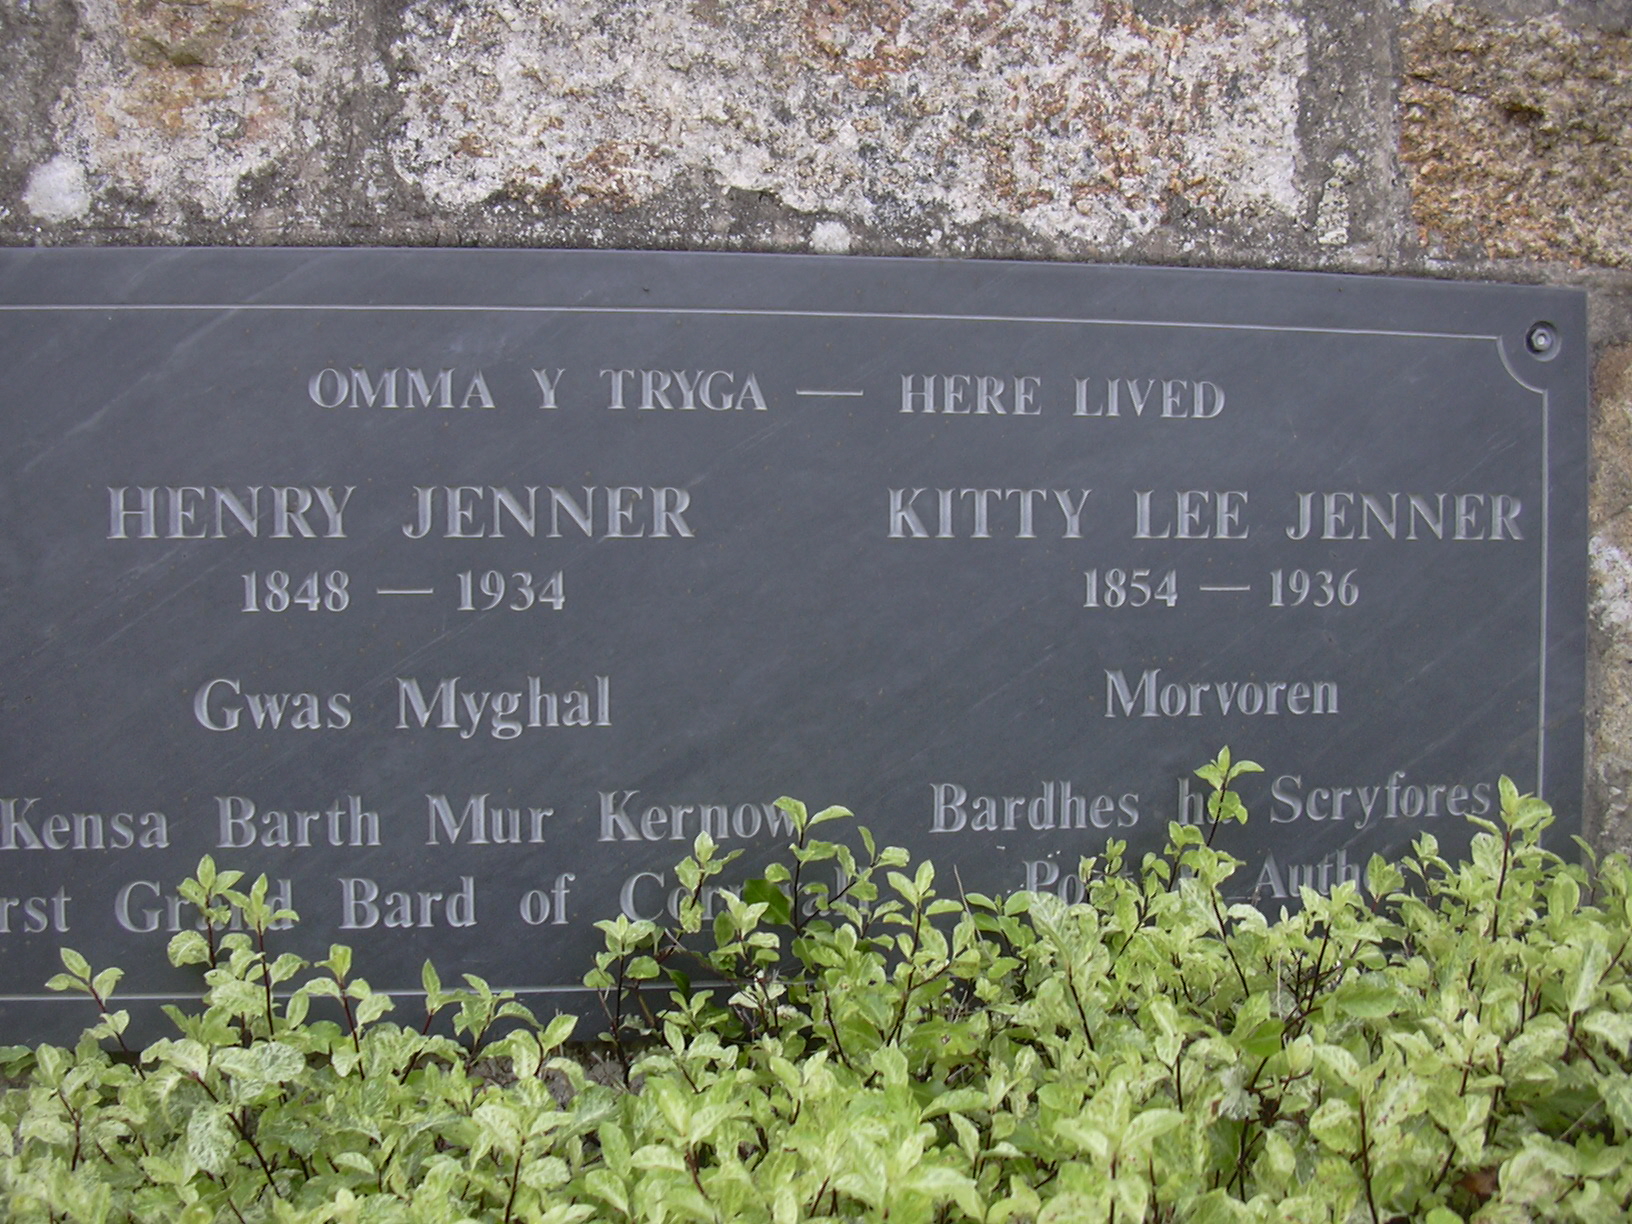 OMMA Y TRYGA — HERE LIVED
HENRY JENNER
1848 — 1934
Gwas Myghal
Kensa Barth Mur Kernow
Grand Bard of
KITTY LEE JENNER
1854 — 1936
Morvoren
Bardhes Scryfores